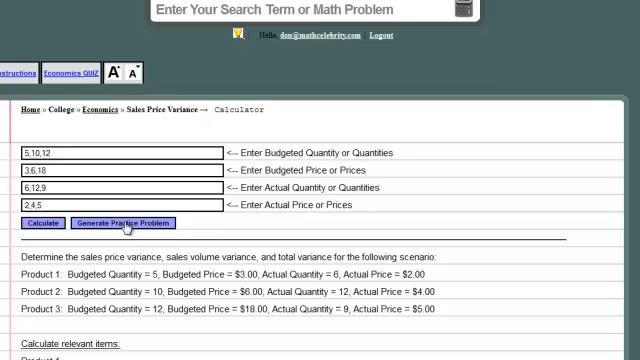 Enter Your Search Term or Math Problem
Hello, don@mathcelebrity.com | Logout
Instructions Economics QUIZ A A
Home » College » Economics » Sales Price Variance → Calculator
5,10,12 <-- Enter Budgeted Quantity or Quantities
3,6,18 <-- Enter Budgeted Price or Prices
6,12,9 <-- Enter Actual Quantity or Quantities
2,4,5 <-- Enter Actual Price or Prices
Calculate Generate Practice Problem
Determine the sales price variance, sales volume variance, and total variance for the following scenario:
Product 1: Budgeted Quantity = 5, Budgeted Price = $3.00, Actual Quantity = 6, Actual Price = $2.00
Product 2: Budgeted Quantity = 10, Budgeted Price = $6.00, Actual Quantity = 12, Actual Price = $4.00
Product 3: Budgeted Quantity = 12, Budgeted Price = $18.00, Actual Quantity = 9, Actual Price = $5.00
Calculate relevant items: